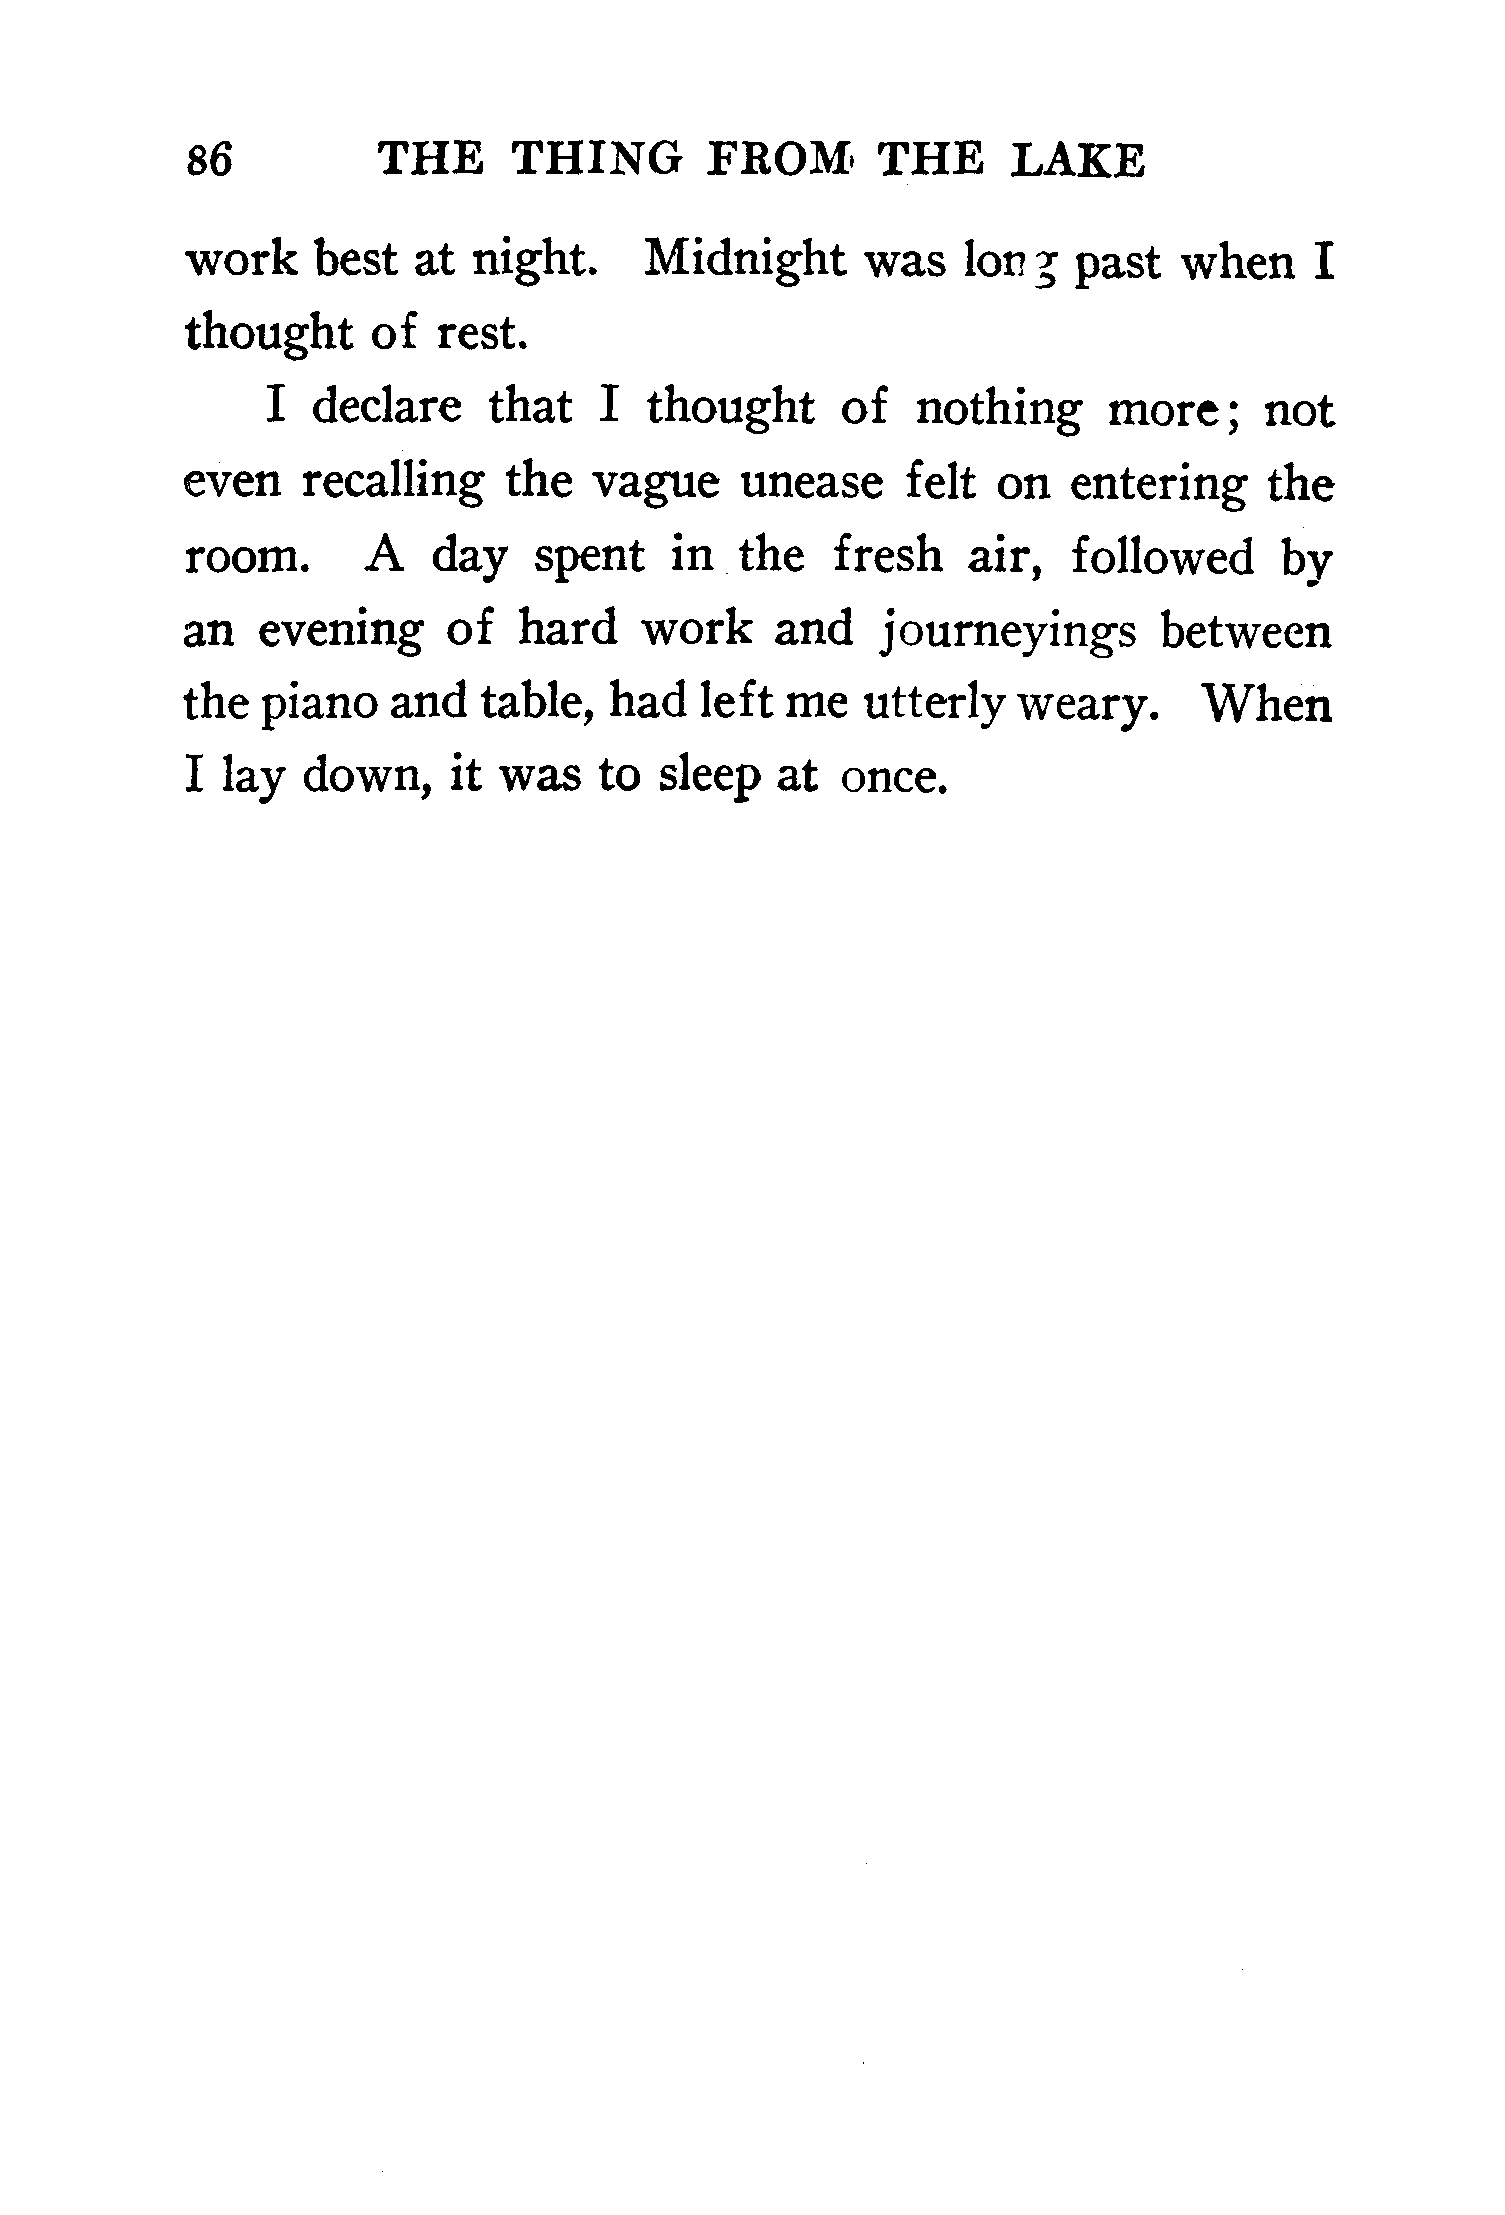 86 THE THING FROM THE LAKE
work best at night. Midnight was long past when I
thought of rest.
I declare that I thought of nothing more; not
even recalling the vague unease felt on entering the
room. A day spent in the fresh air, followed by
an evening of hard work and journeyings between
the piano and table, had left me utterly weary. When
I lay down, it was to sleep at once.